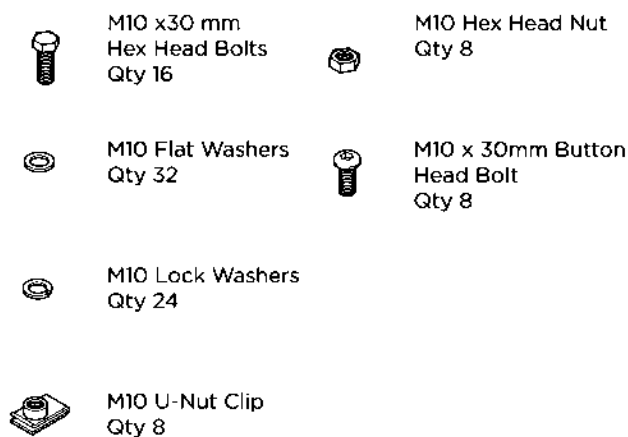 M10 x30 mm
Hex Head Bolts
Qty 16
M10 Hex Head Nut
Qty 8
M10 Flat Washers
Qty 32
M10 x 30mm Button
Head Bolt
Qty 8
M10 Lock Washers
Qty 24
M10 U-Nut Clip
Qty 8